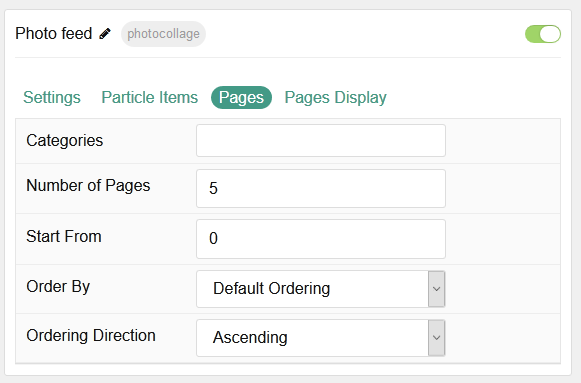 Photo feed photocollage
Settings Particle Items Pages Pages Display
Categories
Number of Pages 5
Start From 0
Order By Default Ordering
Ordering Direction Ascending